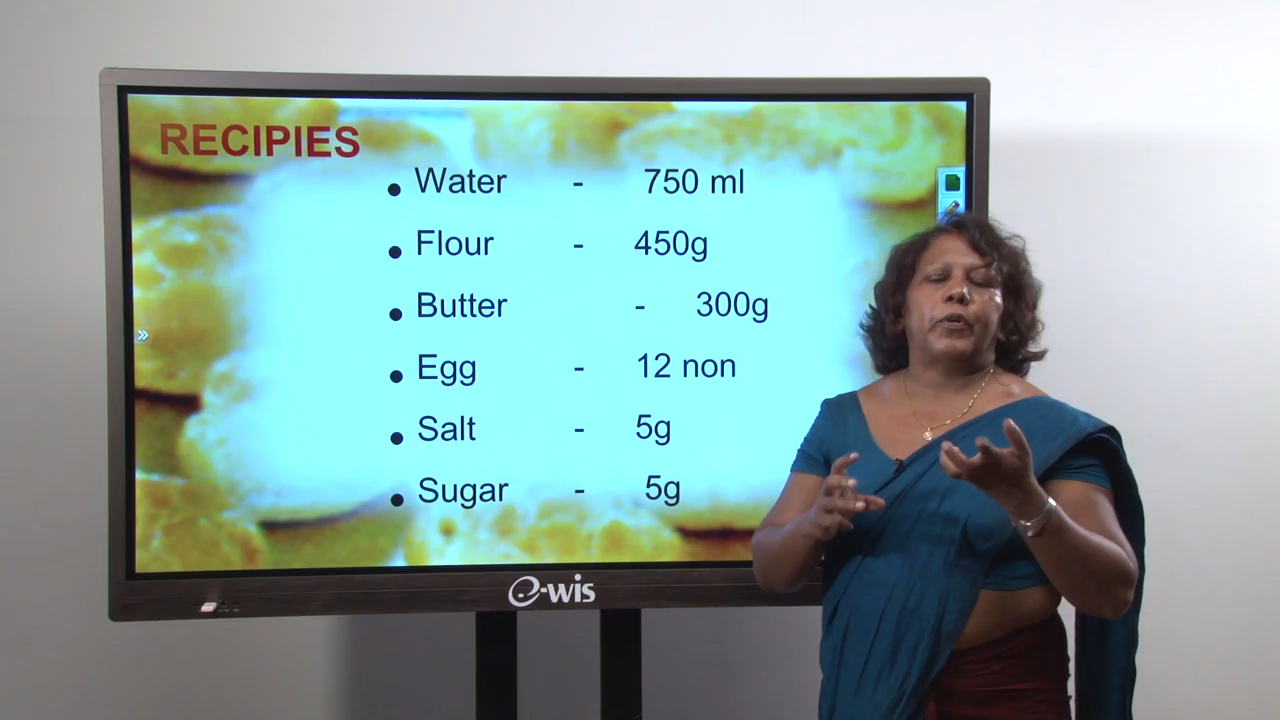 RECIPIES
• Water - 750 ml
• Flour - 450g
• Butter - 300g
• Egg - 12 non
• Salt - 5g
• Sugar - 5g
e-wis